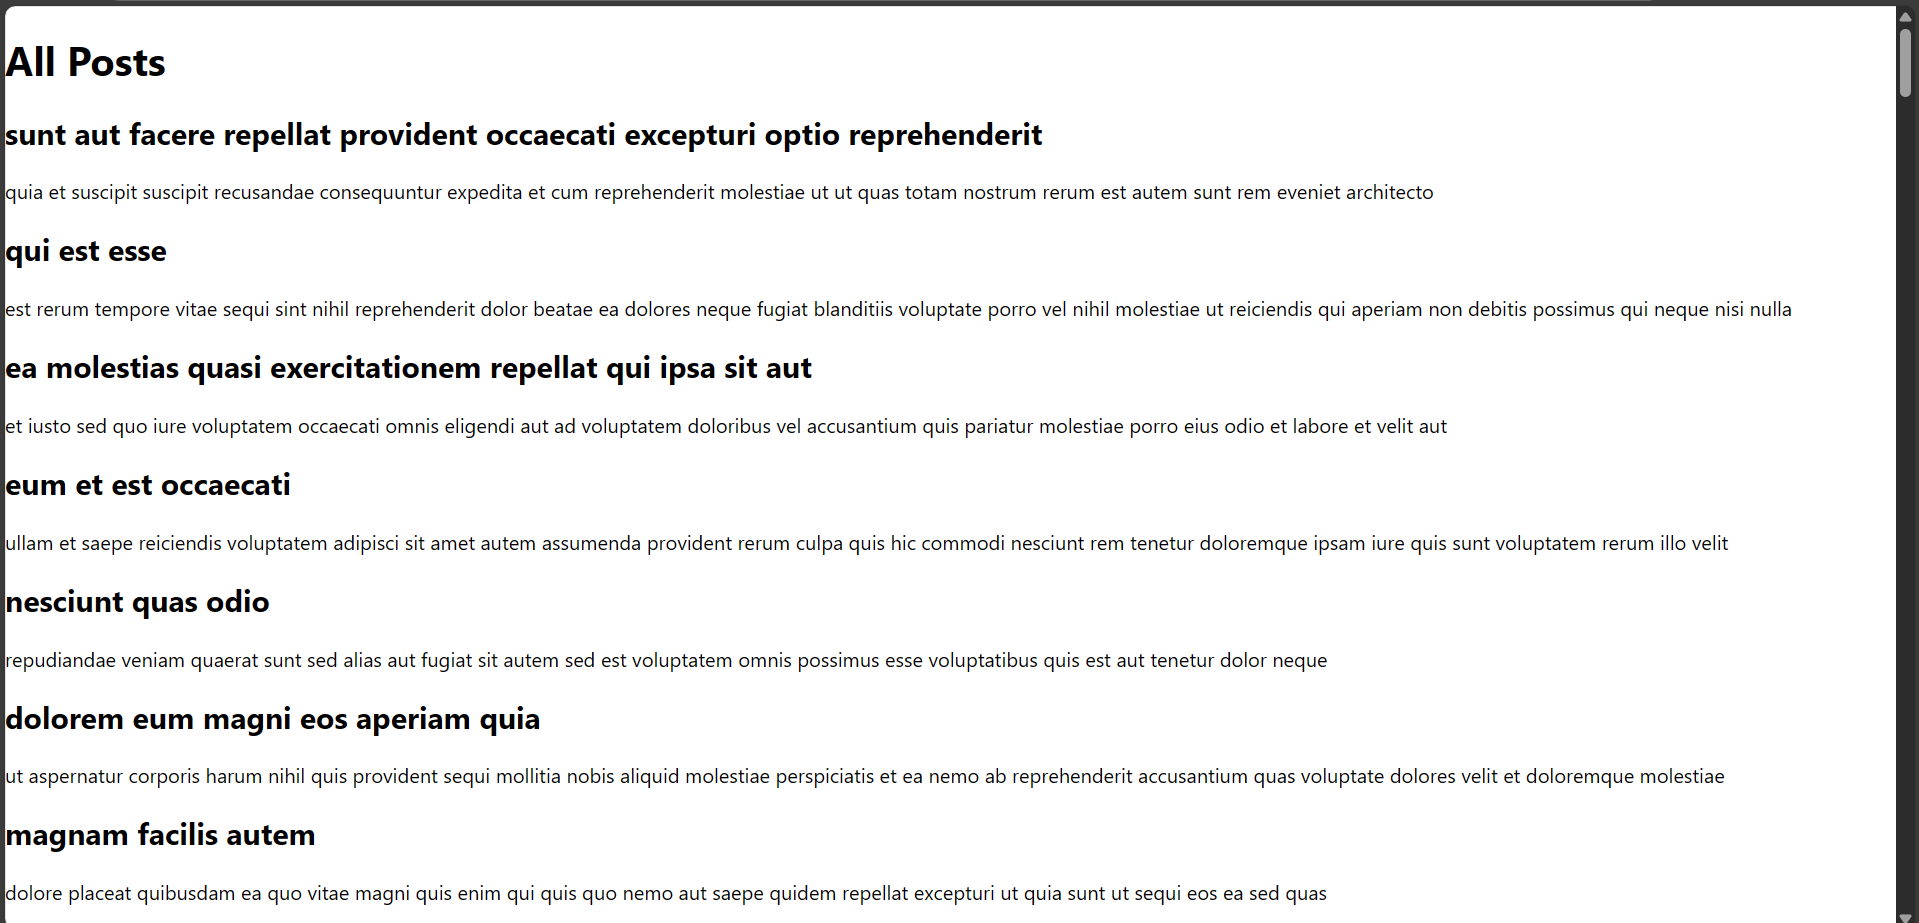 All Posts
sunt aut facere repellat provident occaecati excepturi optio reprehenderit
quia et suscipit suscipit recusandae consequuntur expedita et cum reprehenderit molestiae ut ut quas totam nostrum rerum est autem sunt rem eveniet architecto
qui est esse
est rerum tempore vitae sequi sint nihil reprehenderit dolor beatae ea dolores neque fugiat blanditiis voluptate porro vel nihil molestiae ut reiciendis qui aperiam non debitis possimus qui neque nisi nulla
ea molestias quasi exercitationem repellat qui ipsa sit aut
et iusto sed quo iure voluptatem occaecati omnis eligendi aut ad voluptatem doloribus vel accusantium quis pariatur molestiae porro eius odio et labore et velit aut
eum et est occaecati
ullam et saepe reiciendis voluptatem adipisci sit amet autem assumenda provident rerum culpa quis hic commodi nesciunt rem tenetur doloremque ipsam iure quis sunt voluptatem rerum illo velit
nesciunt quas odio
repudiandae veniam quaerat sunt sed alias aut fugiat sit autem sed est voluptatem omnis possimus esse voluptatibus quis est aut tenetur dolor neque
dolorem eum magni eos aperiam quia
ut aspernatur corporis harum nihil quis provident sequi mollitia nobis aliquid molestiae perspiciatis et ea nemo ab reprehenderit accusantium quas voluptate dolores velit et doloremque molestiae
magnam facilis autem
dolore placeat quibusdam ea quo vitae magni quis enim qui quis quo nemo aut saepe quidem repellat excepturi ut quia sunt ut sequi eos ea sed quas